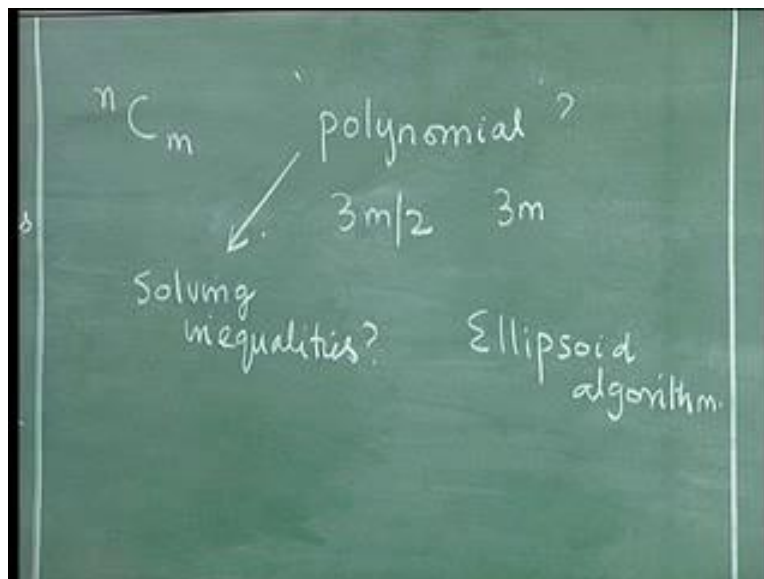 ⁿCₘ 'polynomial' ?
3m/2 3m
Solving
inequalities?
Ellipsoid
algorithm.